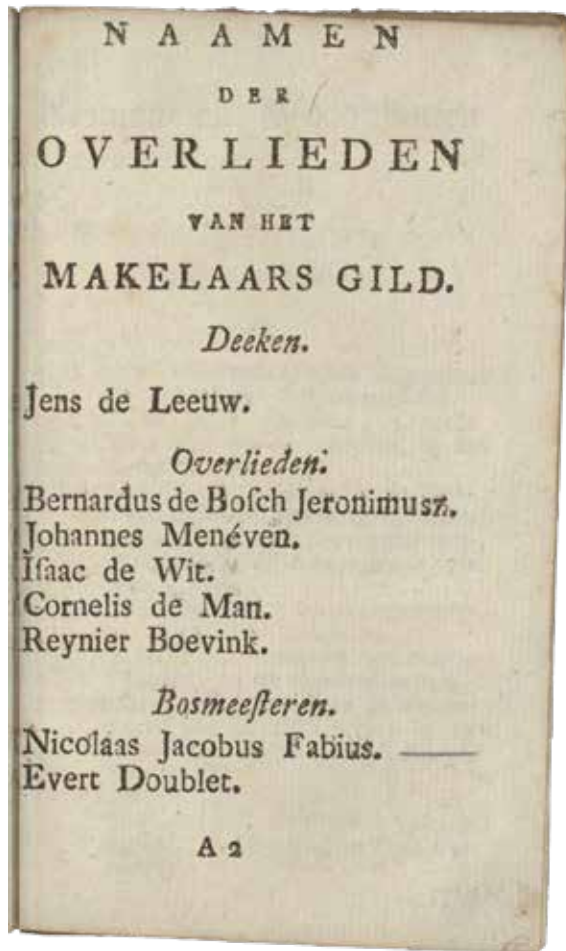 NAAMEN
DER
OVERLIEDEN
VAN HET
MAKELAARS GILD.
Deeken.
Jens de Leeuw.
Overlieden.
Bernardus de Boſch Jeronimusz.
Johannes Menéven.
Iſaac de Wit.
Cornelis de Man.
Reynier Boevink.
Bosmeeſteren.
Nicolaas Jacobus Fabius.
Evert Doublet.
A 2